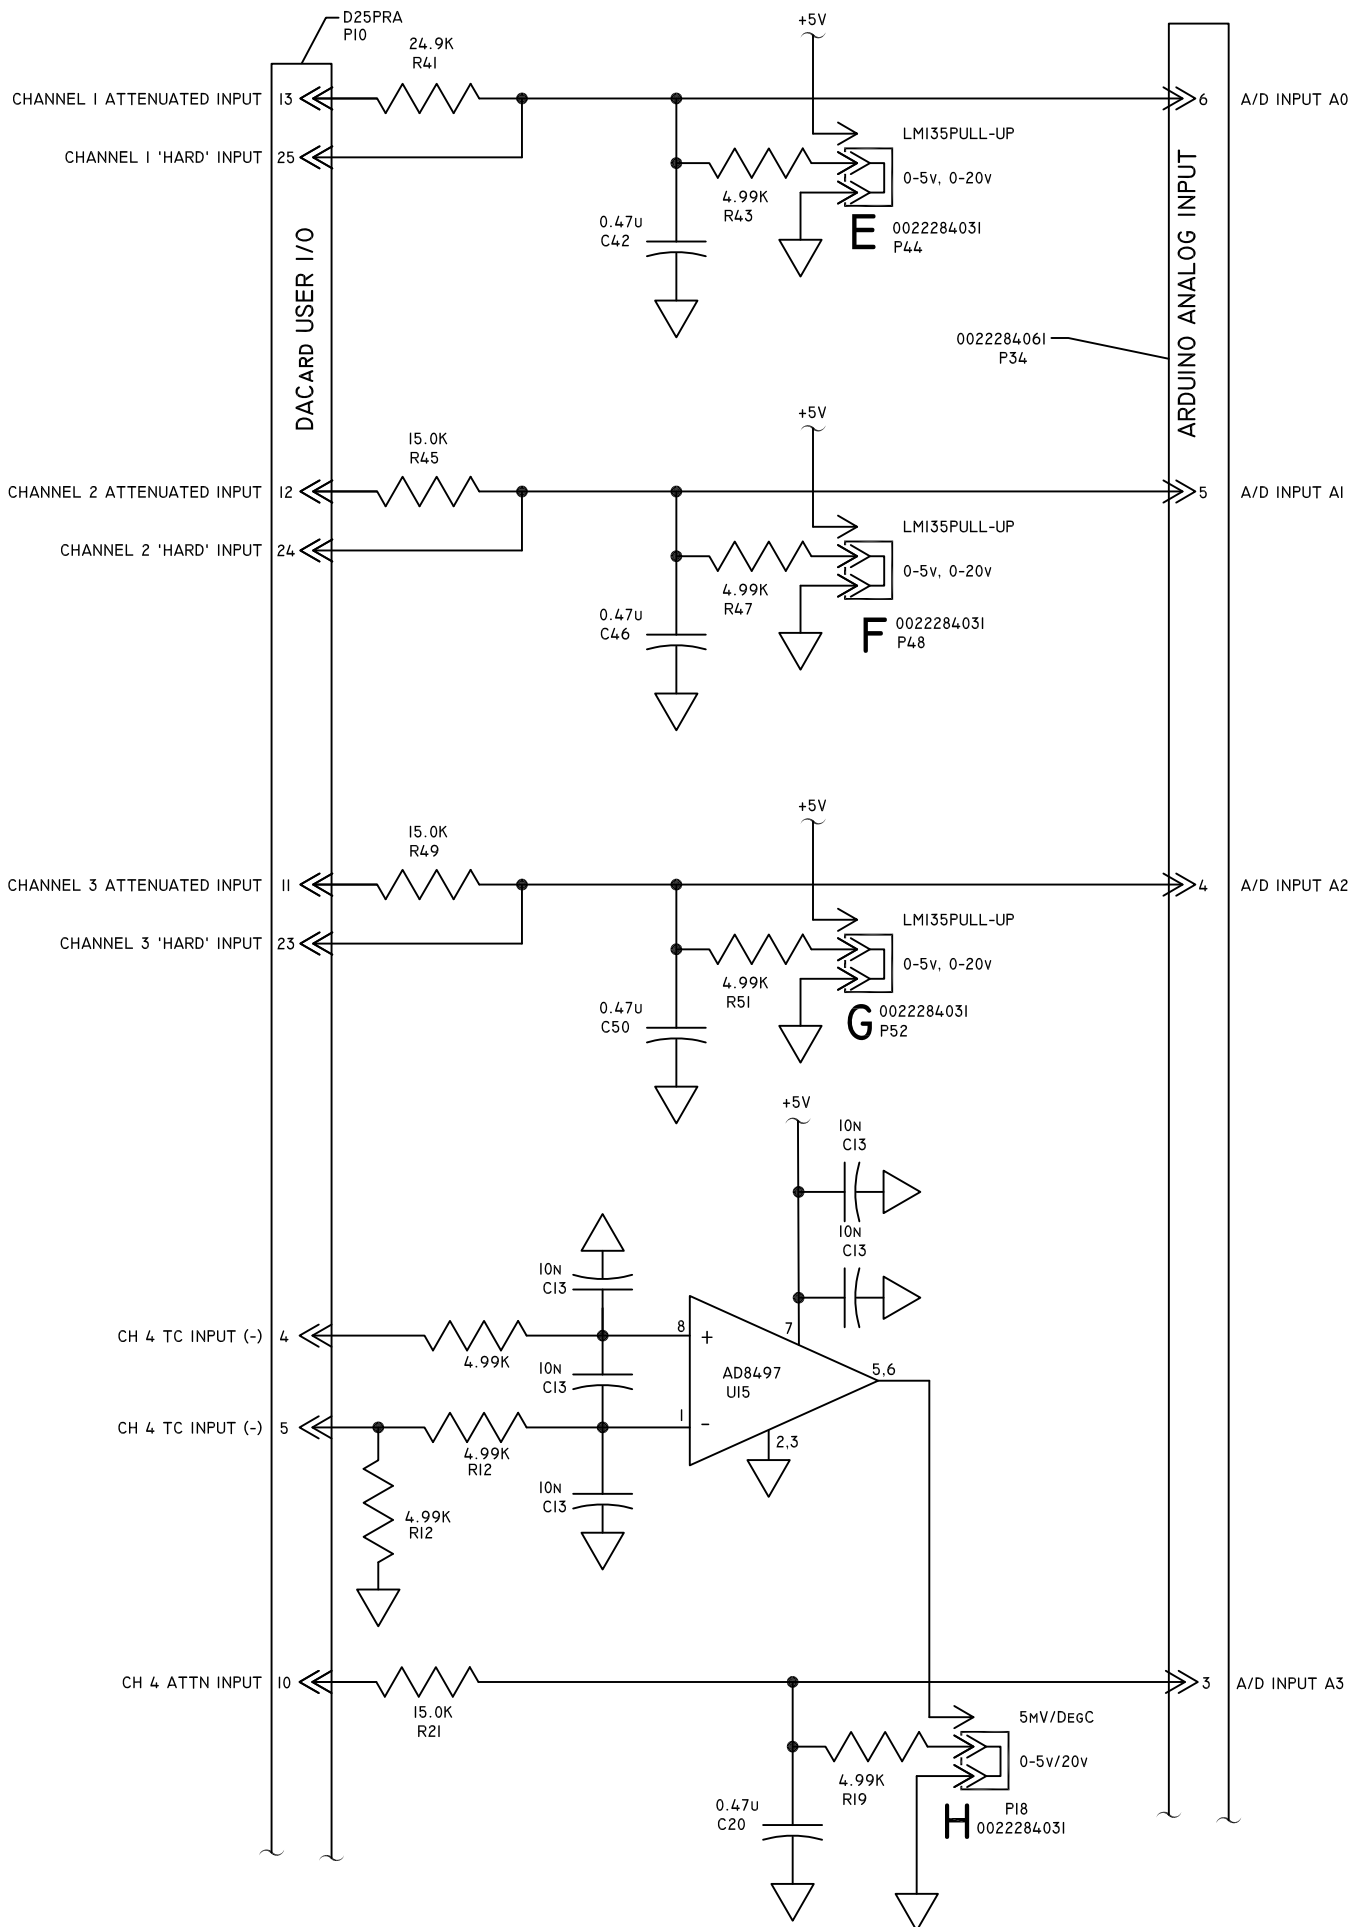 D25PRA
P10
24.9K
R41
+5V
CHANNEL 1 ATTENUATED INPUT 13
6 A/D INPUT A0
LM135PULL-UP
CHANNEL 1 'HARD' INPUT 25
0-5V, 0-20V
4.99K
R43
0.47U
C42
E 0022284031
P44
DACARD USER I/O
ARDUINO ANALOG INPUT
0022284061
P34
+5V
15.0K
R45
CHANNEL 2 ATTENUATED INPUT 12
5 A/D INPUT A1
LM135PULL-UP
CHANNEL 2 'HARD' INPUT 24
0-5V, 0-20V
4.99K
R47
0.47U
C46
F 0022284031
P48
+5V
15.0K
R49
CHANNEL 3 ATTENUATED INPUT 11
4 A/D INPUT A2
LM135PULL-UP
CHANNEL 3 'HARD' INPUT 23
0-5V, 0-20V
4.99K
R51
0.47U
C50
G 0022284031
P52
+5V
10N
C13
10N
C13
10N
C13
CH 4 TC INPUT (-) 4
4.99K
8
+
7
10N
C13
AD8497
U15
5,6
CH 4 TC INPUT (-) 5
4.99K
R12
1
-
2,3
10N
C13
4.99K
R12
CH 4 ATTN INPUT 10
15.0K
R21
3 A/D INPUT A3
5MV/DEGC
0-5V/20V
4.99K
R19
0.47U
C20
H P18
0022284031